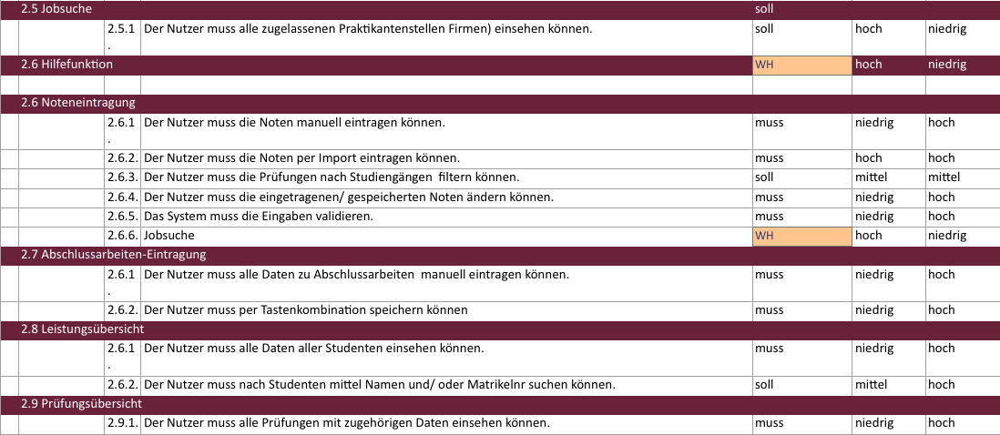 2.5 Jobsuche soll
2.5.1 Der Nutzer muss alle zugelassenen Praktikantenstellen Firmen) einsehen können. soll hoch niedrig
.
2.6 Hilfefunktion WH hoch niedrig
2.6 Noteneintragung
2.6.1 Der Nutzer muss die Noten manuell eintragen können. muss niedrig hoch
.
2.6.2. Der Nutzer muss die Noten per Import eintragen können. muss hoch hoch
2.6.3. Der Nutzer muss die Prüfungen nach Studiengängen filtern können. soll mittel mittel
2.6.4. Der Nutzer muss die eingetragenen/ gespeicherten Noten ändern können. muss niedrig hoch
2.6.5. Das System muss die Eingaben validieren. muss niedrig hoch
2.6.6. Jobsuche WH hoch niedrig
2.7 Abschlussarbeiten-Eintragung
2.6.1 Der Nutzer muss alle Daten zu Abschlussarbeiten manuell eintragen können. muss niedrig hoch
.
2.6.2. Der Nutzer muss per Tastenkombination speichern können muss niedrig hoch
2.8 Leistungsübersicht
2.6.1 Der Nutzer muss alle Daten aller Studenten einsehen können. muss niedrig hoch
.
2.6.2. Der Nutzer muss nach Studenten mittel Namen und/ oder Matrikelnr suchen können. soll mittel hoch
2.9 Prüfungsübersicht
2.9.1. Der Nutzer muss alle Prüfungen mit zugehörigen Daten einsehen können. muss niedrig hoch